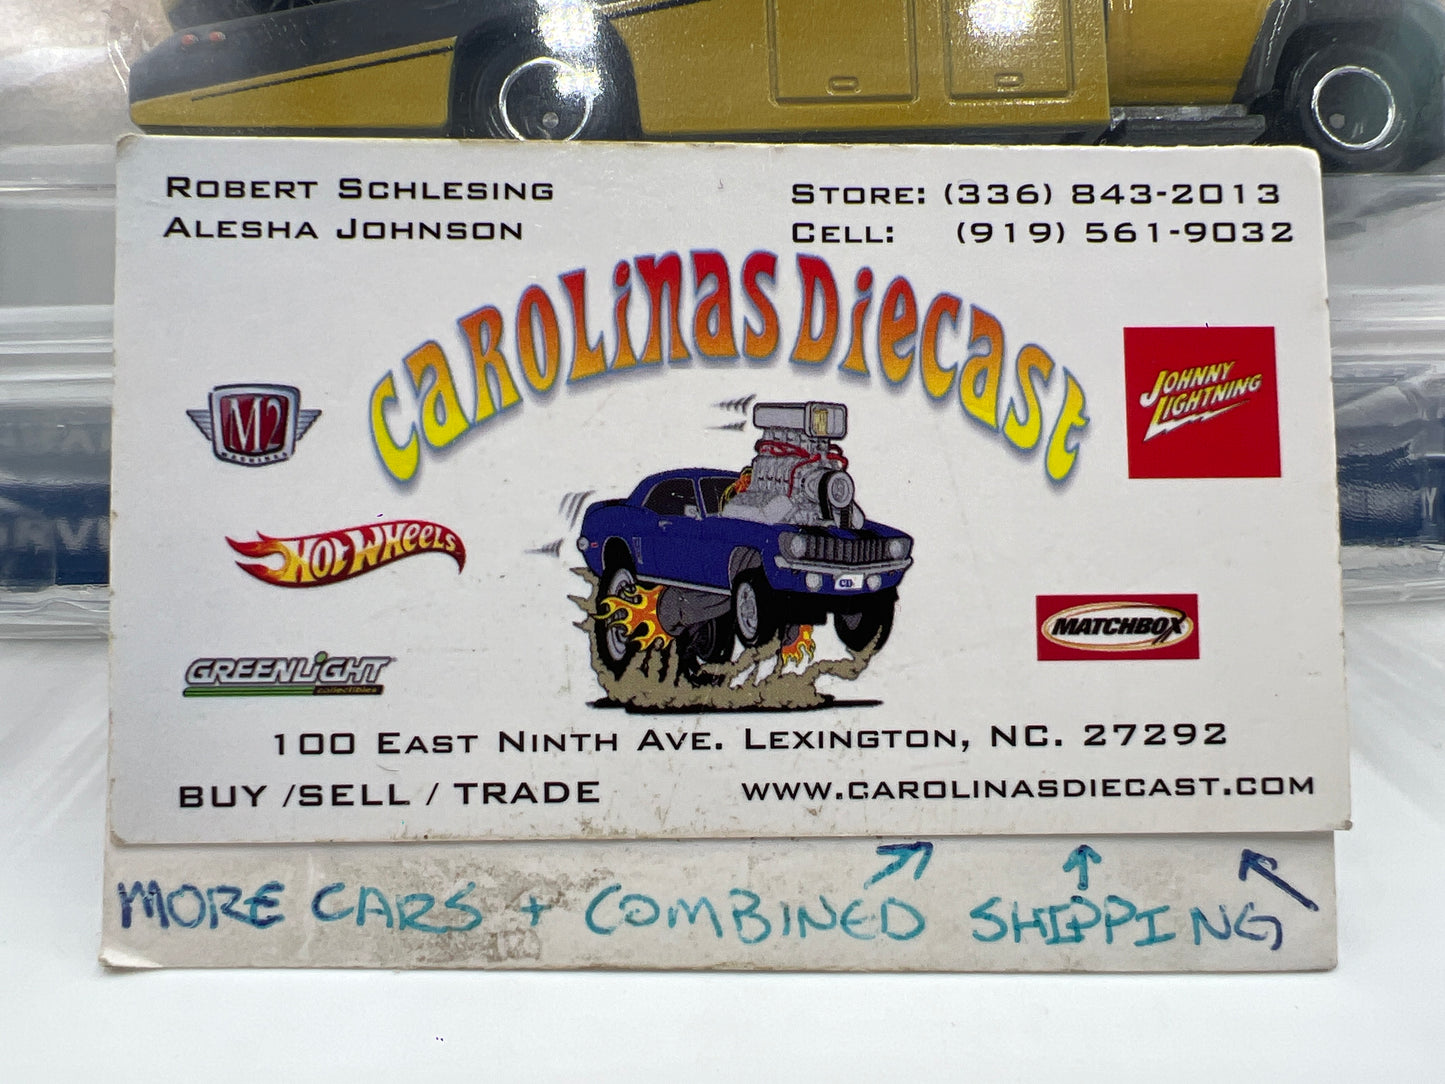 ROBERT SCHLESING
ALESHA JOHNSON
STORE: (336) 843-2013
CELL: (919) 561-9032
CAROLiNAS DiECAST
M2
MACHINES
JOHNNY
LIGHTNING
HOT WHEELS
MATCHBOX
GREENLiGHT
collectibles
100 EAST NINTH AVE. LEXINGTON, NC. 27292
BUY /SELL / TRADE
WWW.CAROLINASDIECAST.COM
MORE CARS + COMBINED SHIPPING